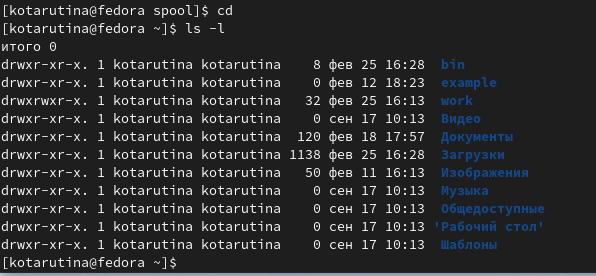 [kotarutina@fedora spool]$ cd
[kotarutina@fedora ~]$ ls -l
итого 0
drwxr-xr-x. 1 kotarutina kotarutina    8 фев 25 16:28  bin
drwxr-xr-x. 1 kotarutina kotarutina    0 фев 12 18:23  example
drwxrwxr-x. 1 kotarutina kotarutina   32 фев 25 16:13  work
drwxr-xr-x. 1 kotarutina kotarutina    0 сен 17 10:13  Видео
drwxr-xr-x. 1 kotarutina kotarutina  120 фев 18 17:57  Документы
drwxr-xr-x. 1 kotarutina kotarutina 1138 фев 25 16:28  Загрузки
drwxr-xr-x. 1 kotarutina kotarutina   50 фев 11 16:13  Изображения
drwxr-xr-x. 1 kotarutina kotarutina    0 сен 17 10:13  Музыка
drwxr-xr-x. 1 kotarutina kotarutina    0 сен 17 10:13  Общедоступные
drwxr-xr-x. 1 kotarutina kotarutina    0 сен 17 10:13 'Рабочий стол'
drwxr-xr-x. 1 kotarutina kotarutina    0 сен 17 10:13  Шаблоны
[kotarutina@fedora ~]$